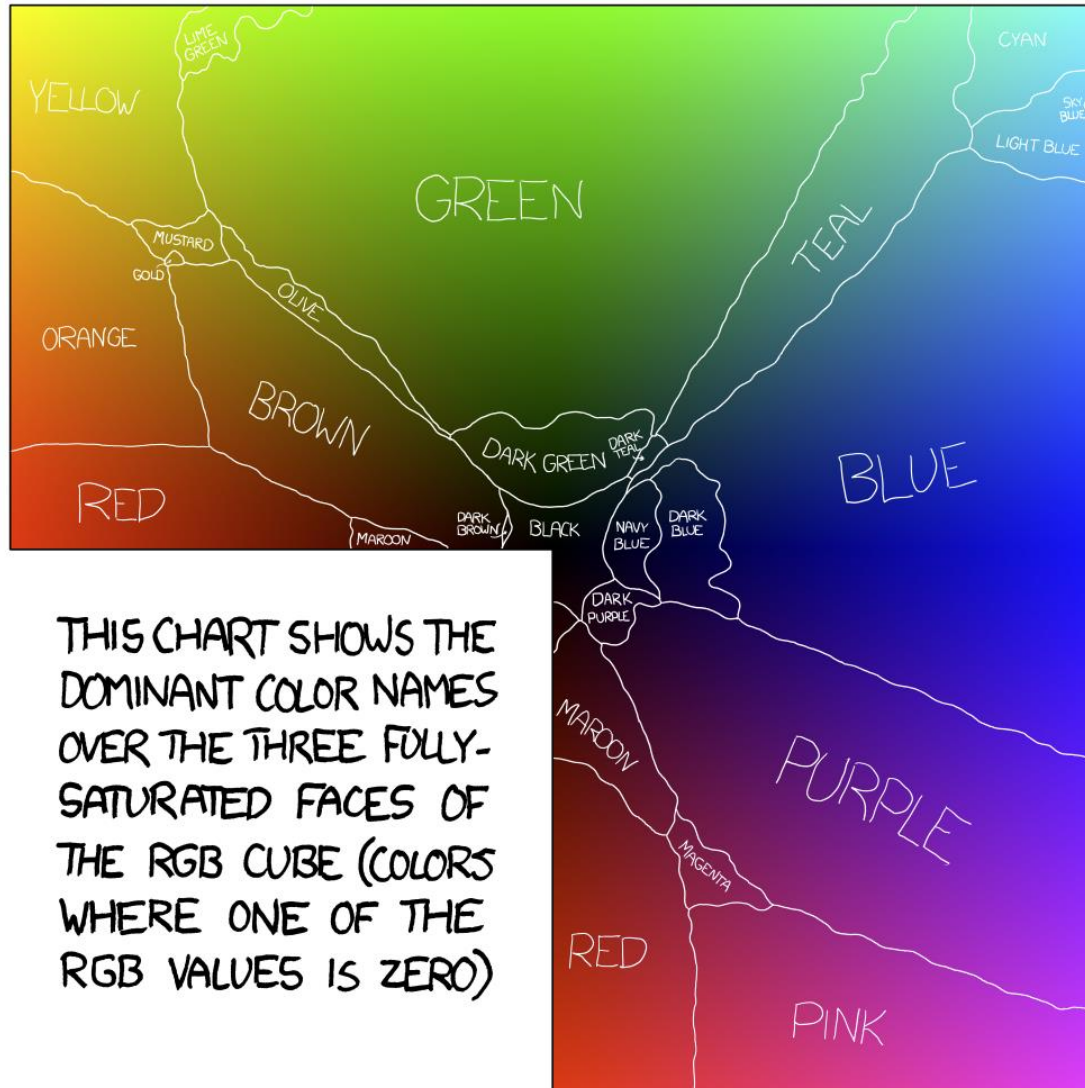 LIME
GREEN
CYAN
YELLOW
SKY
BLUE
LIGHT BLUE
GREEN
TEAL
MUSTARD
GOLD
OLIVE
ORANGE
BROWN
DARK GREEN
DARK
TEAL
BLUE
RED
DARK
BROWN
BLACK
NAVY
BLUE
DARK
BLUE
MAROON
DARK
PURPLE
THIS CHART SHOWS THE
DOMINANT COLOR NAMES
OVER THE THREE FULLY-
SATURATED FACES OF
THE RGB CUBE (COLORS
WHERE ONE OF THE
RGB VALUES IS ZERO)
MAROON
PURPLE
MAGENTA
RED
PINK